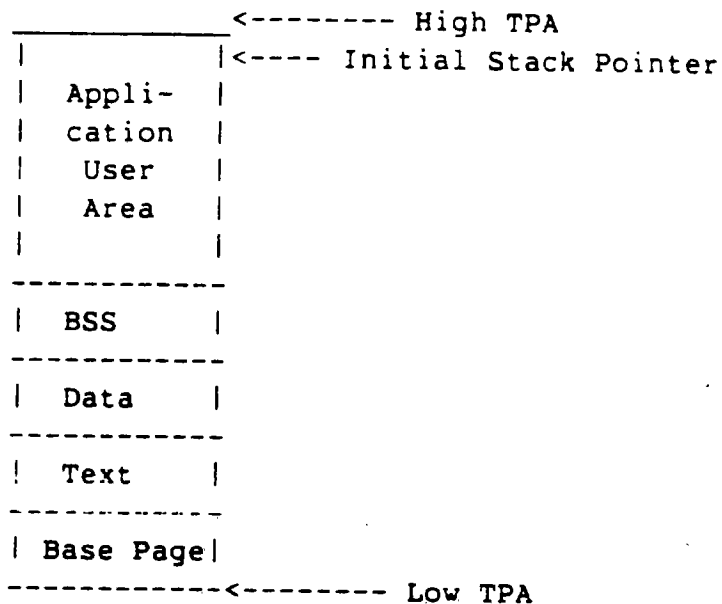 <-------- High TPA
<---- Initial Stack Pointer
Appli-
cation
User
Area
BSS
Data
Text
Base Page
<-------- Low TPA